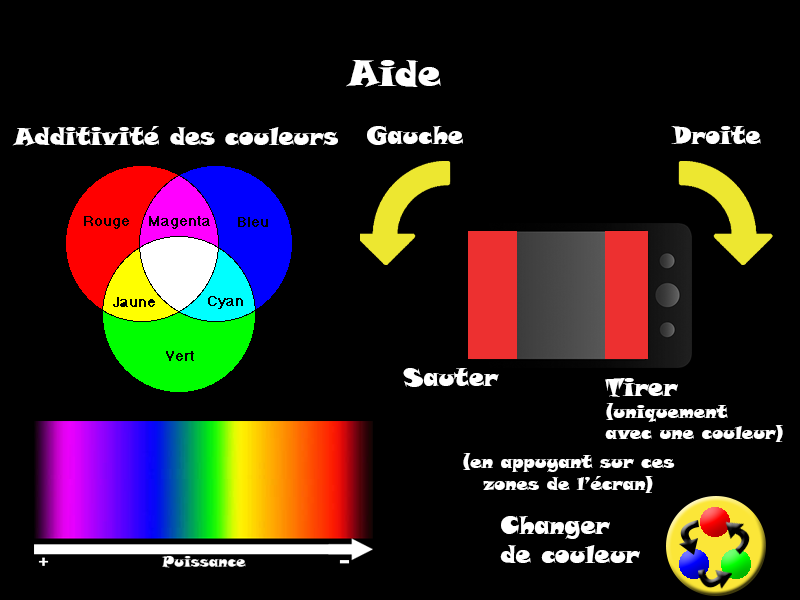 Aide
Additivité des couleurs
Gauche
Droite
Rouge
Magenta
Bleu
Jaune
Cyan
Vert
Sauter
Tirer
(uniquement
avec une couleur)
(en appuyant sur ces
zones de l'écran)
Changer
de couleur
+
Puissance
-